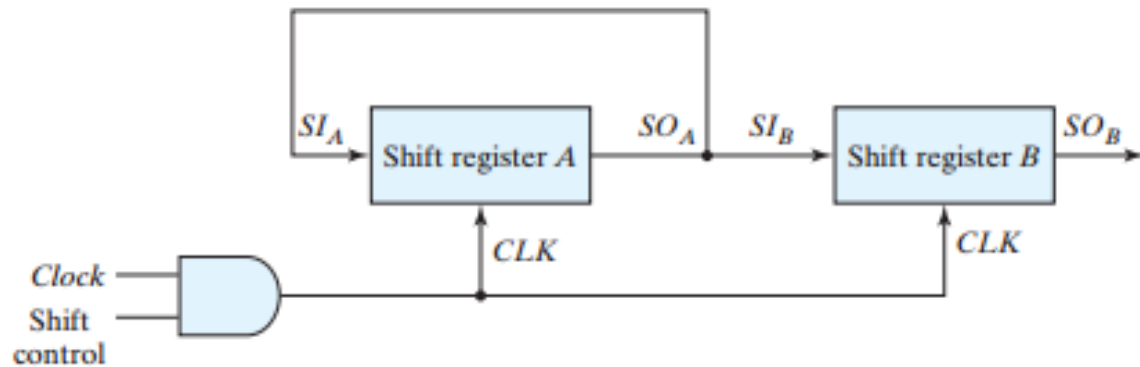 SI_A
Shift register A
SO_A
SI_B
Shift register B
SO_B
CLK
CLK
Clock
Shift
control